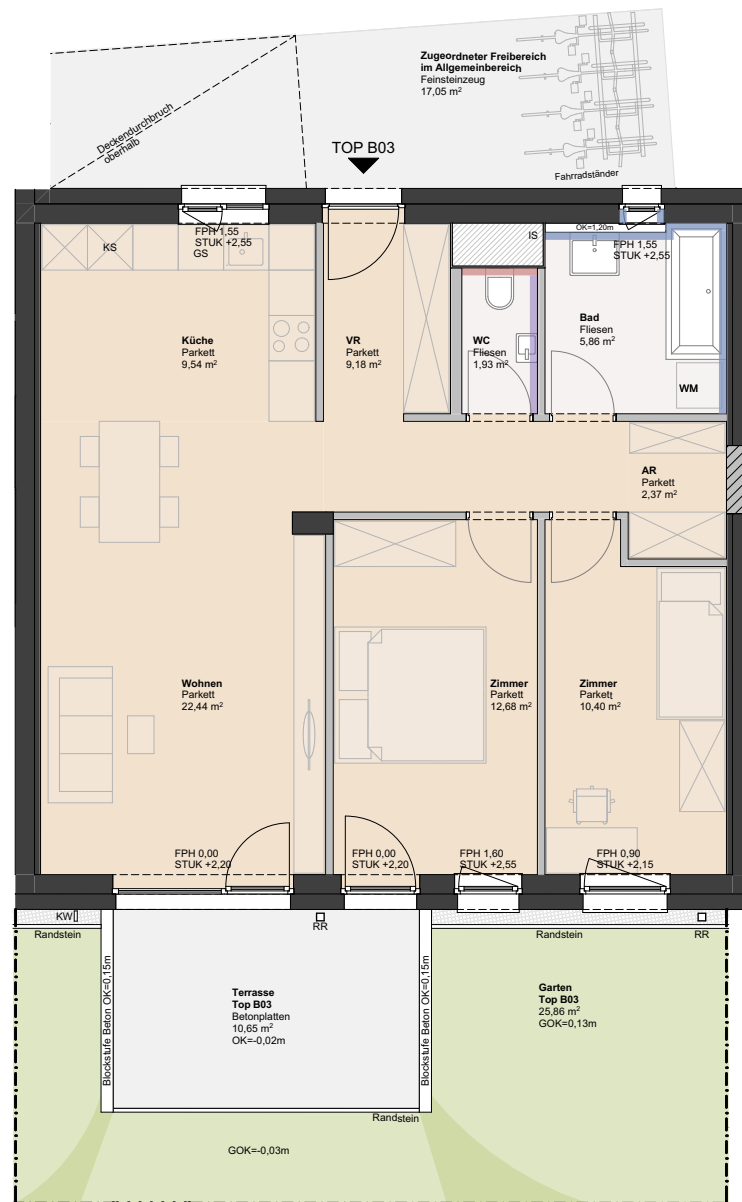 Zugeordneter Freibereich
im Allgemeinbereich
Feinsteinzeug
17,05 m²
Deckendurchbruch
oberhalb
TOP B03
Fahrradständer
FPH 1,55
STUK +2,55
GS
KS
IS
OK=1,20m
FPH 1,55
STUK +2,55
Küche
Parkett
9,54 m²
VR
Parkett
9,18 m²
WC
Fliesen
1,93 m²
Bad
Fliesen
5,86 m²
WM
AR
Parkett
2,37 m²
Wohnen
Parkett
22,44 m²
Zimmer
Parkett
12,68 m²
Zimmer
Parkett
10,40 m²
FPH 0,00
STUK +2,20
FPH 0,00
STUK +2,20
FPH 1,60
STUK +2,55
FPH 0,90
STUK +2,15
KW
Randstein
RR
Randstein
RR
Blockstufe Beton OK=0,15m
Terrasse
Top B03
Betonplatten
10,65 m²
OK=-0,02m
Blockstufe Beton OK=0,15m
Garten
Top B03
25,86 m²
GOK=0,13m
Randstein
GOK=-0,03m